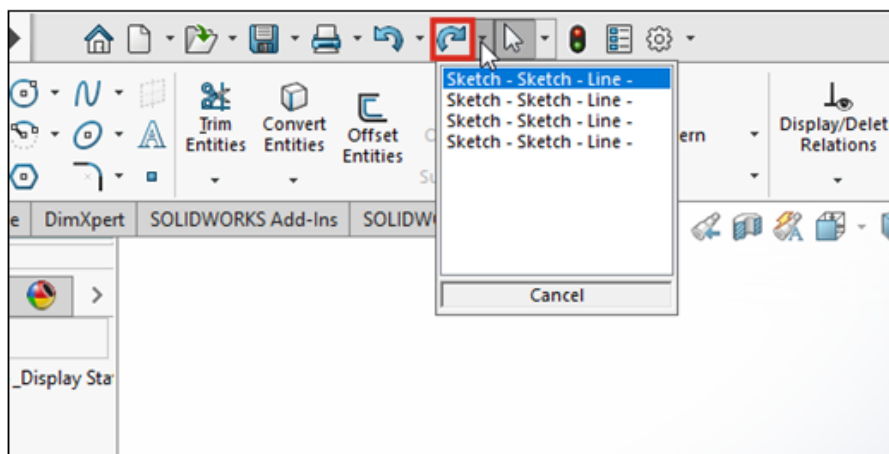 Sketch - Sketch - Line -
Sketch - Sketch - Line -
Sketch - Sketch - Line -
Sketch - Sketch - Line -
Cancel
Trim
Entities
Convert
Entities
Offset
Entities
Display/Delet
Relations
DimXpert
SOLIDWORKS Add-Ins
SOLIDW
_Display Sta